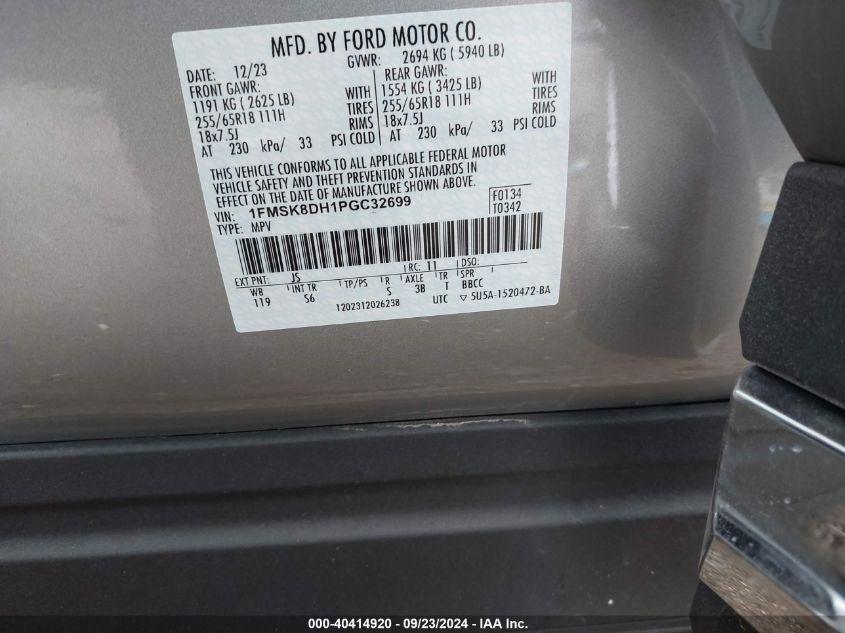 MFD. BY FORD MOTOR CO.
DATE: 12/23 GVWR: 2694 KG ( 5940 LB)
FRONT GAWR: REAR GAWR:
1191 KG ( 2625 LB) WITH 1554 KG ( 3425 LB) WITH
255/65R18 111H TIRES 255/65R18 111H TIRES
18x7.5J RIMS 18x7.5J RIMS
AT 230 kPa/ 33 PSI COLD AT 230 kPa/ 33 PSI COLD
THIS VEHICLE CONFORMS TO ALL APPLICABLE FEDERAL MOTOR
VEHICLE SAFETY AND THEFT PREVENTION STANDARDS IN
EFFECT ON THE DATE OF MANUFACTURE SHOWN ABOVE.
VIN: 1FMSK8DH1PGC32699 F0134
TYPE: MPV T0342
EXT PNT: JS RC: 11 DSO:
WB INT TR TP/PS R AXLE TR SPR
119 S6 S 3B T BBCC
1202312026238 UTC ▽ 5U5A-1520472-BA
000-40414920 - 09/23/2024 - IAA Inc.